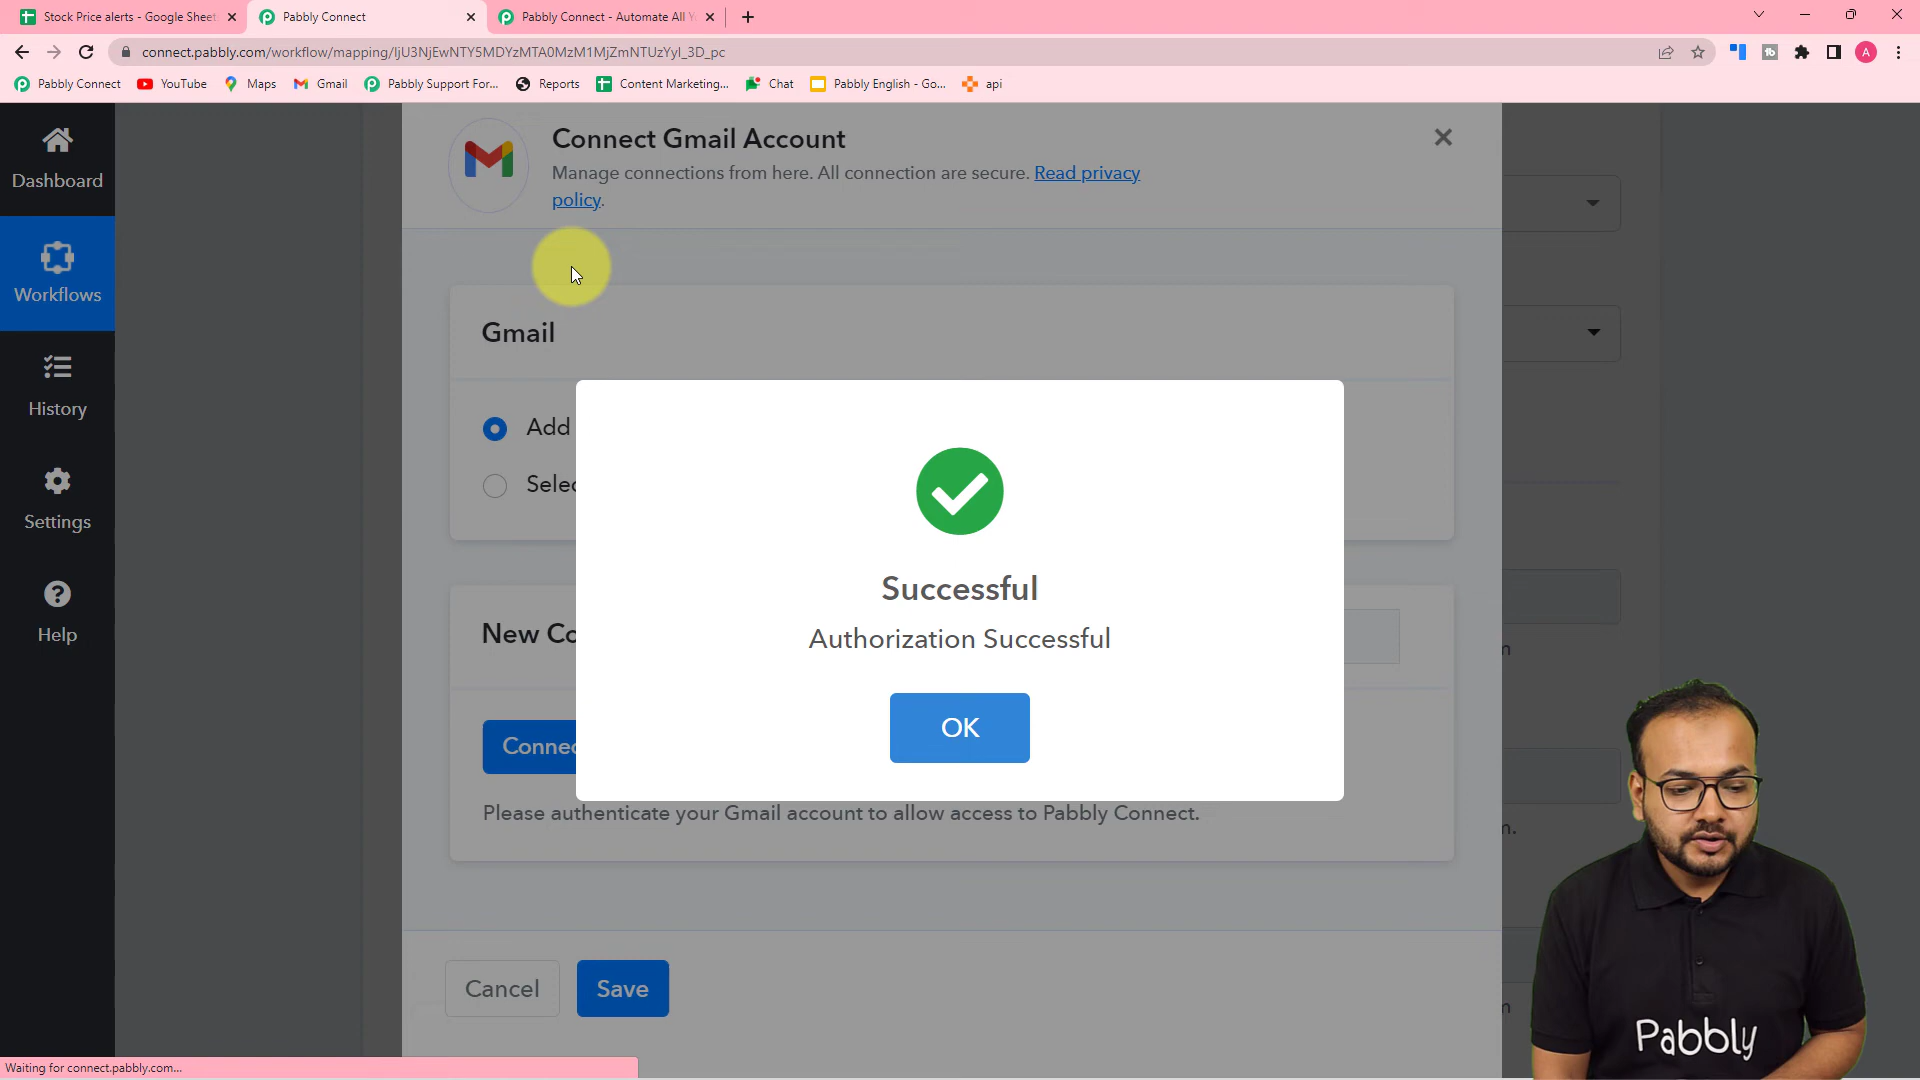 Stock Price alerts - Google Sheet
Pabbly Connect
Pabbly Connect - Automate All Y
connect.pabbly.com/workflow/mapping/IjU3NjEwNTY5MDYzMTA0MzM1MjZmNTUzYyI_3D_pc
A
Pabbly Connect
YouTube
Maps
Gmail
Pabbly Support For...
Reports
Content Marketing...
Chat
Pabbly English - Go...
api
Dashboard
Workflows
History
Settings
Help
Connect Gmail Account
Manage connections from here. All connection are secure. Read privacy
policy.
Gmail
Add
Selec
New Co
Connec
Successful
Authorization Successful
OK
Please authenticate your Gmail account to allow access to Pabbly Connect.
Cancel
Save
Waiting for connect.pabbly.com...
Pabbly